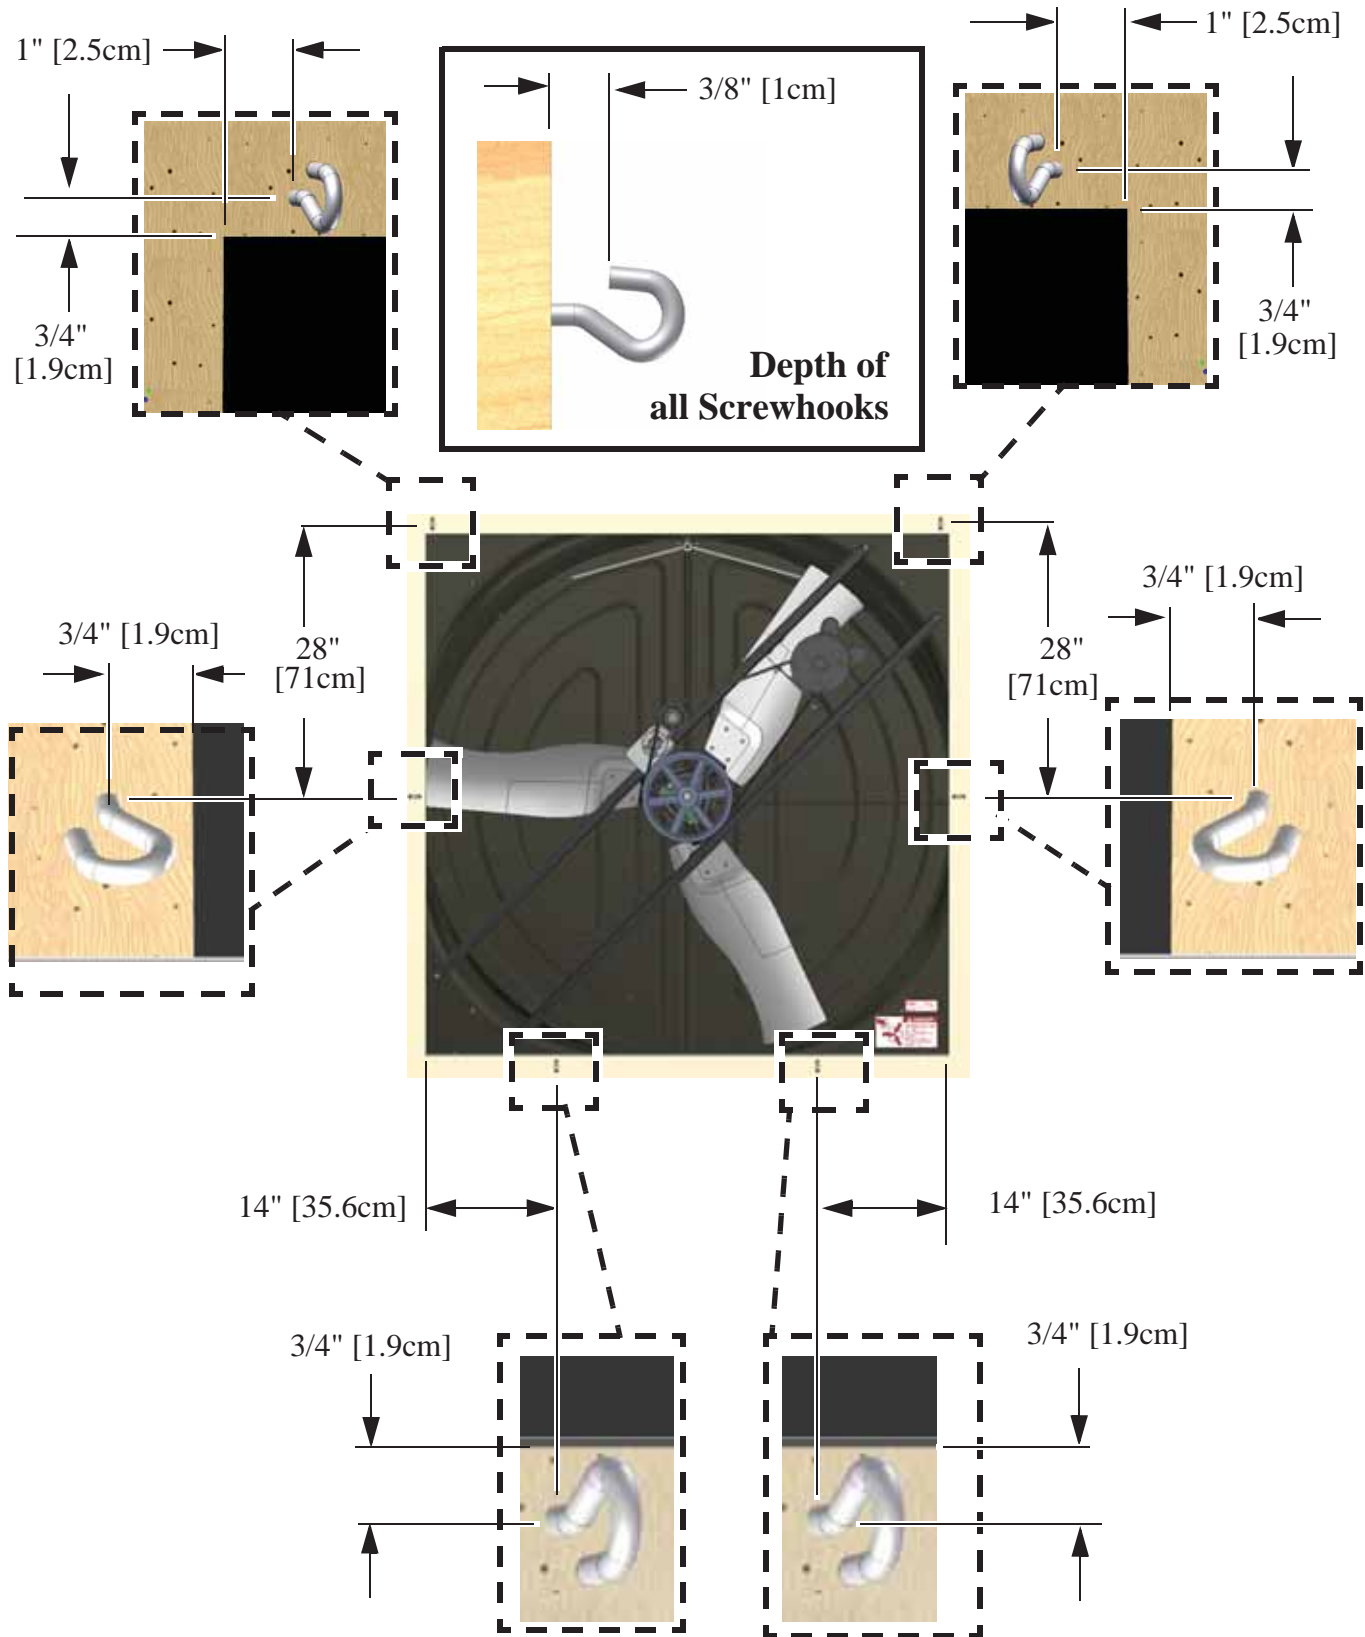 1" [2.5cm]
3/8" [1cm]
1" [2.5cm]
3/4"
[1.9cm]
Depth of
all Screwhooks
3/4"
[1.9cm]
3/4" [1.9cm]
28"
[71cm]
28"
[71cm]
3/4" [1.9cm]
14" [35.6cm]
14" [35.6cm]
3/4" [1.9cm]
3/4" [1.9cm]